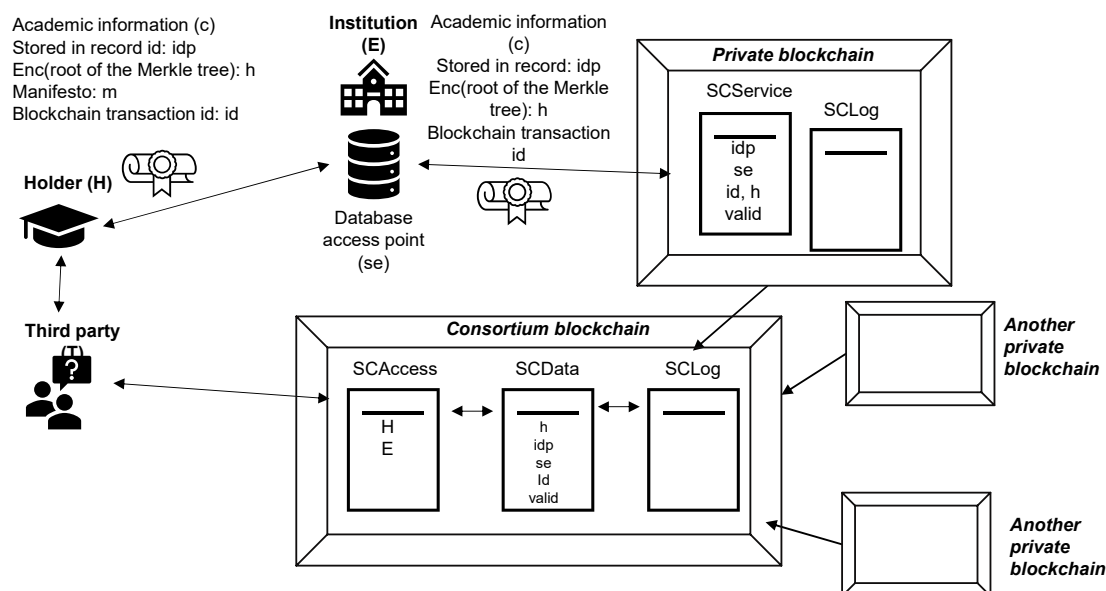 Academic information (c)
Stored in record id: idp
Enc(root of the Merkle tree): h
Manifesto: m
Blockchain transaction id: id
Institution
(E)
Academic information
(c)
Stored in record: idp
Enc(root of the Merkle
tree): h
Blockchain transaction
id
Private blockchain
SCService
idp
se
id, h
valid
SCLog
Holder (H)
Database
access point
(se)
Third party
(T)
?
Consortium blockchain
SCAccess
H
E
SCData
h
idp
se
Id
valid
SCLog
Another
private
blockchain
Another
private
blockchain